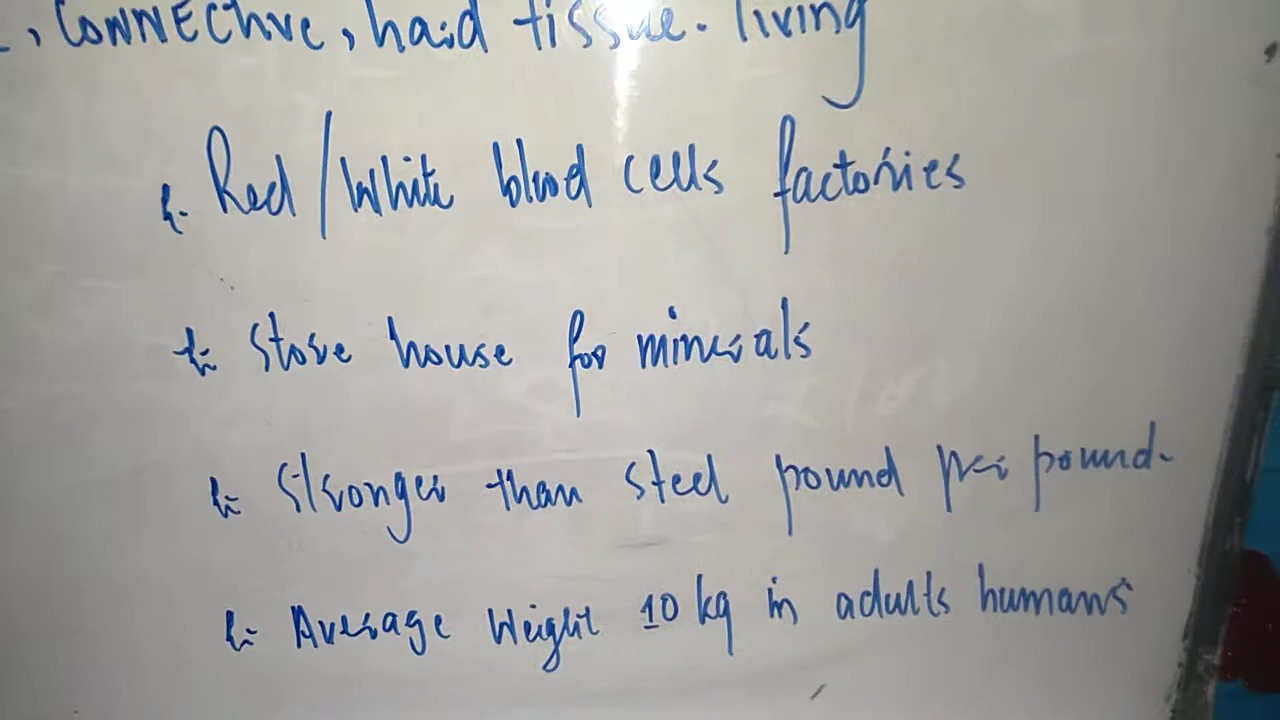 , CONNEctive, hard tissue. living
Red/White blood cells factories
Store house for minerals
Stronger than steel pound per pound.
Average Weight 10 kg in adults humans